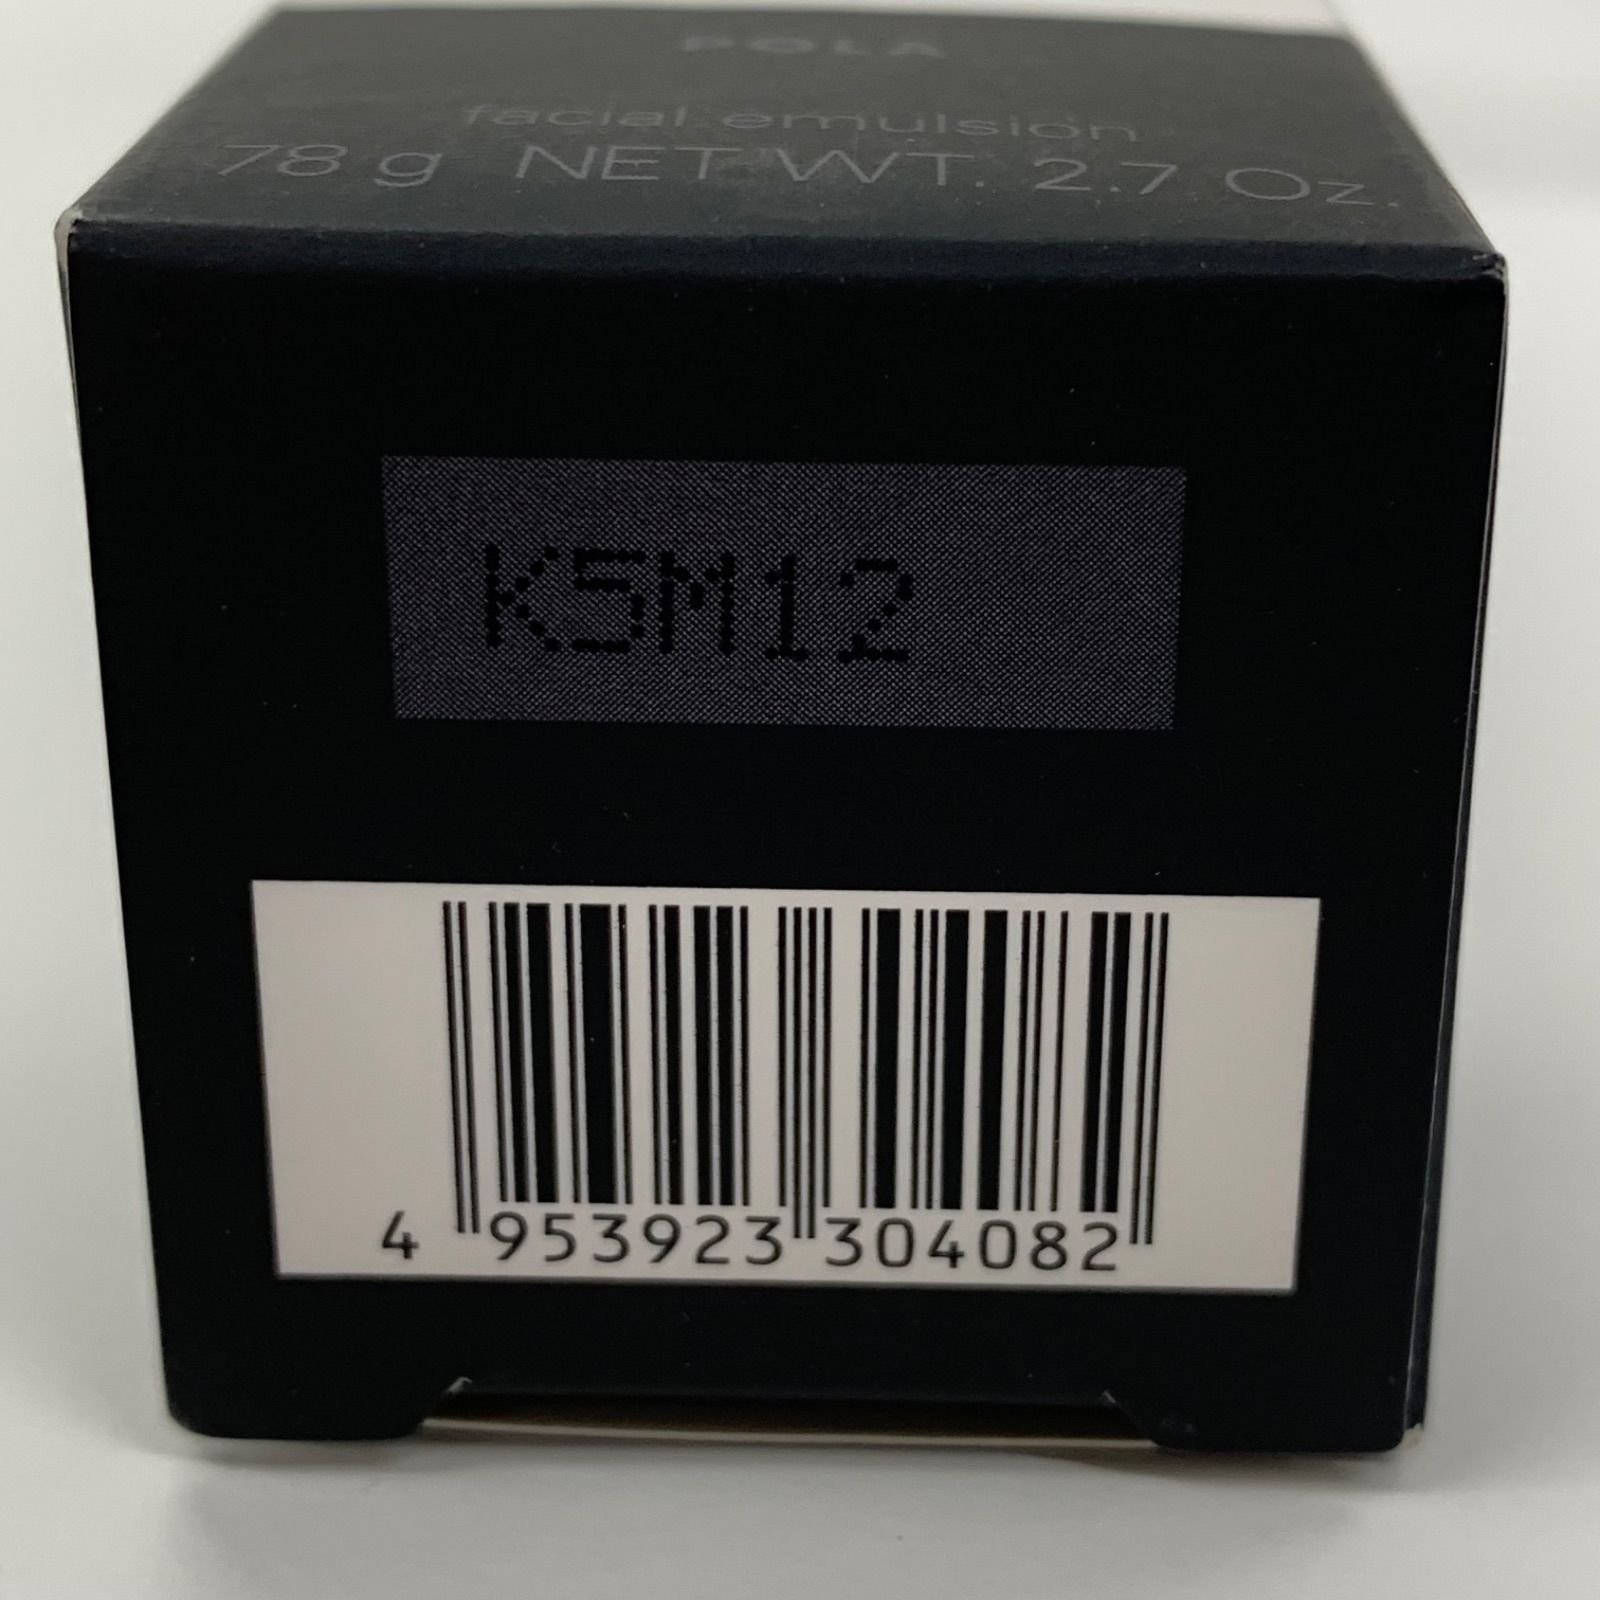 POLA
facial emulsion
78 g NET WT. 2.7 Oz.
K5M12
4 953923 304082